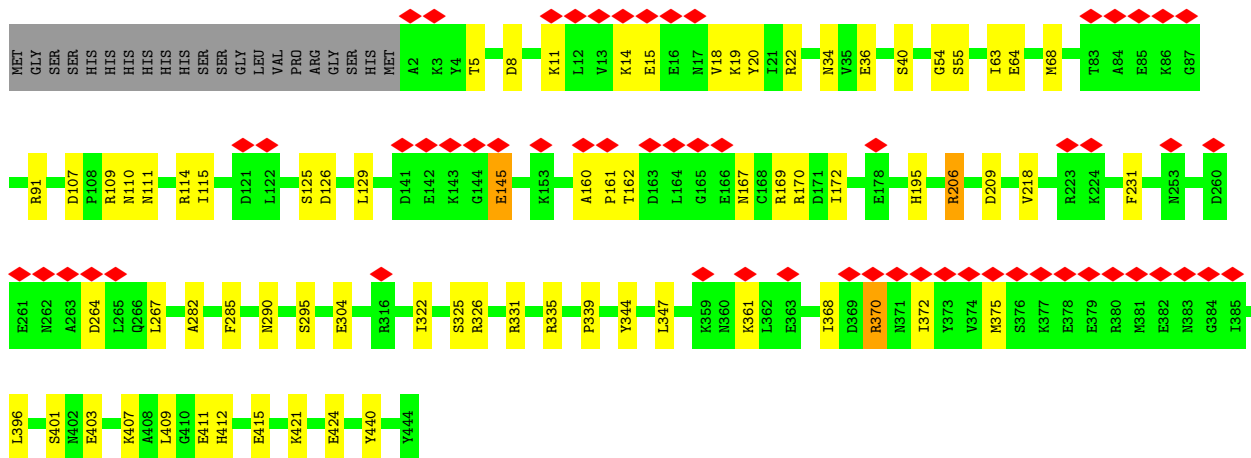 MET GLY SER SER HIS HIS HIS HIS HIS HIS SER SER GLY LEU VAL PRO ARG GLY SER HIS MET A2 K3 Y4 T5 D8 K11 L12 V13 K14 E15 E16 N17 V18 K19 Y20 I21 R22 N34 V35 E36 S40 G54 S55 I63 E64 M68 T83 A84 E85 K86 G87
R91 D107 P108 R109 N110 N111 R114 I115 D121 L122 S125 D126 L129 D141 E142 K143 G144 E145 K153 A160 P161 T162 D163 L164 G165 E166 N167 C168 R169 R170 D171 I172 E178 H195 R206 D209 V218 R223 K224 F231 N253 D260
E261 N262 A263 D264 L265 Q266 L267 A282 F285 N290 S295 E304 R316 I322 S325 R326 R331 R335 P339 Y344 L347 K359 N360 K361 L362 E363 I368 D369 R370 N371 I372 Y373 V374 M375 S376 K377 E378 E379 R380 M381 E382 N383 G384 I385
L396 S401 N402 E403 K407 A408 L409 G410 E411 H412 E415 K421 E424 Y440 Y444